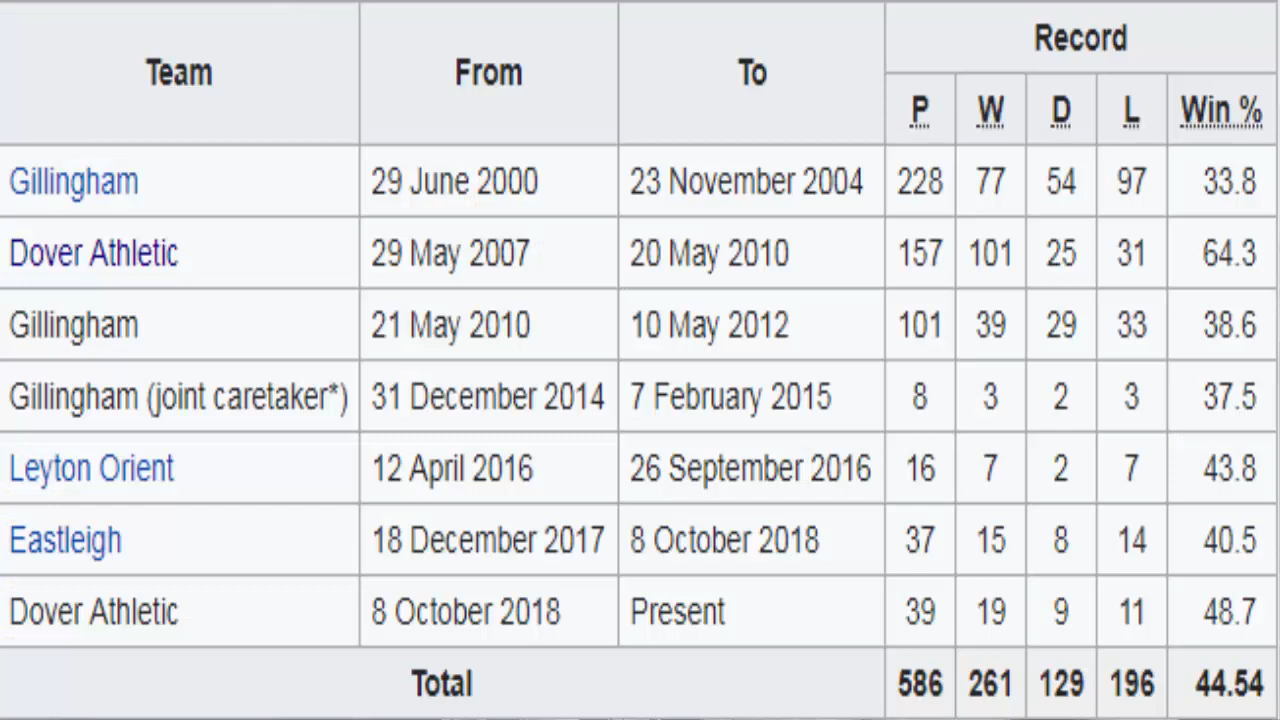 Team From To Record
P W D L Win %
Gillingham 29 June 2000 23 November 2004 228 77 54 97 33.8
Dover Athletic 29 May 2007 20 May 2010 157 101 25 31 64.3
Gillingham 21 May 2010 10 May 2012 101 39 29 33 38.6
Gillingham (joint caretaker*) 31 December 2014 7 February 2015 8 3 2 3 37.5
Leyton Orient 12 April 2016 26 September 2016 16 7 2 7 43.8
Eastleigh 18 December 2017 8 October 2018 37 15 8 14 40.5
Dover Athletic 8 October 2018 Present 39 19 9 11 48.7
Total 586 261 129 196 44.54